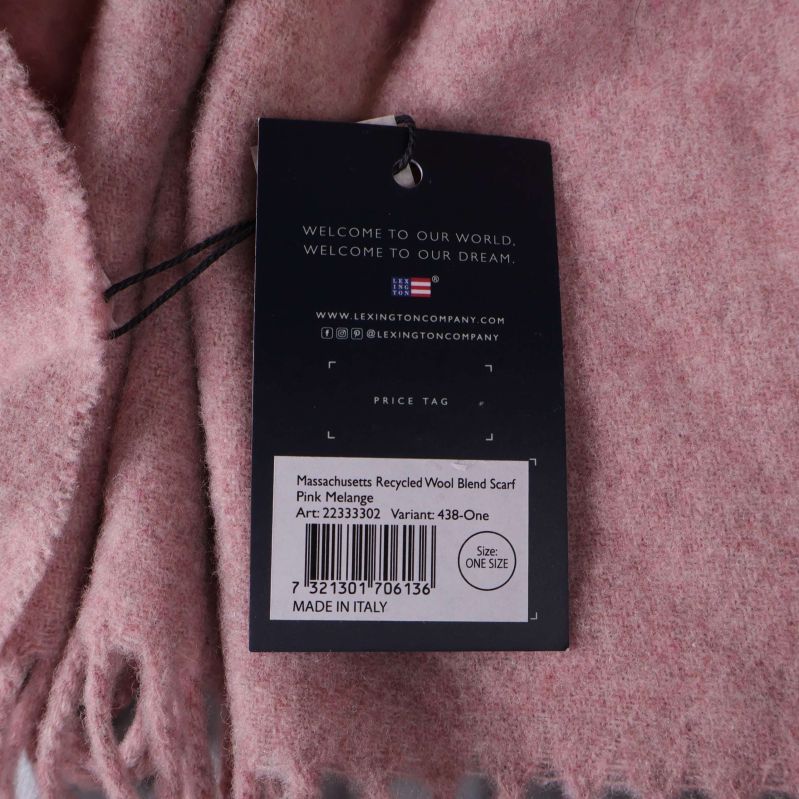 WELCOME TO OUR WORLD,
WELCOME TO OUR DREAM.
LEX
ING
TON ®
WWW.LEXINGTONCOMPANY.COM
@LEXINGTONCOMPANY
PRICE TAG
Massachusetts Recycled Wool Blend Scarf
Pink Melange
Art: 22333302 Variant: 438-One
Size:
ONE SIZE
7 321301 706136
MADE IN ITALY